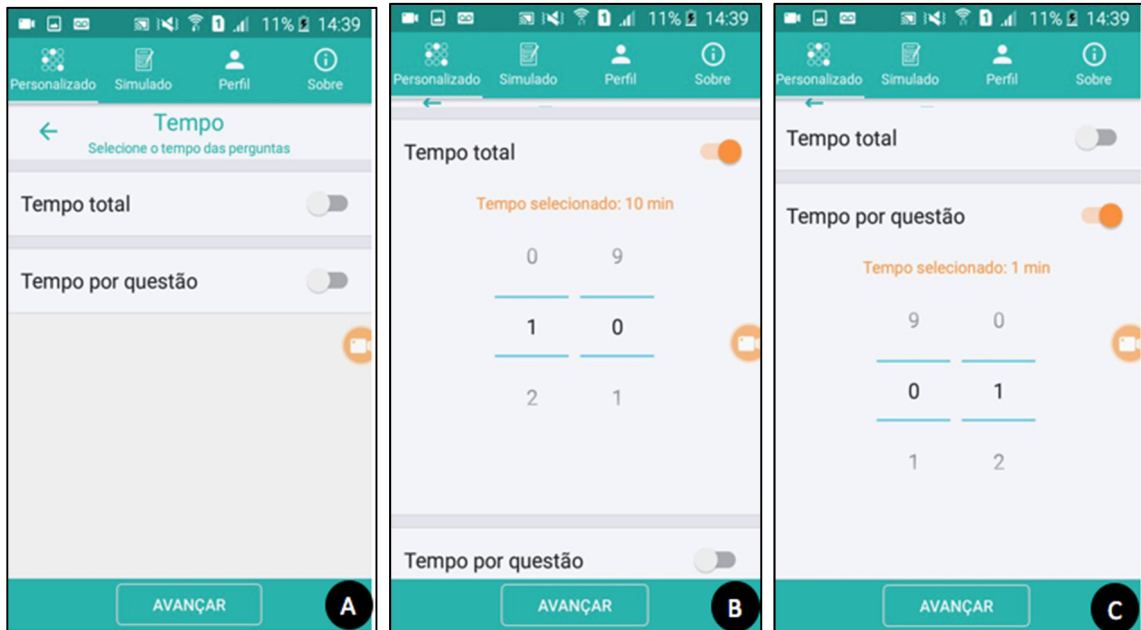 11% 14:39
Personalizado Simulado Perfil Sobre
Tempo
Selecione o tempo das perguntas
Tempo total
Tempo por questão
AVANÇAR
A
11% 14:39
Personalizado Simulado Perfil Sobre
Tempo total
Tempo selecionado: 10 min
0 9
1 0
2 1
Tempo por questão
AVANÇAR
B
11% 14:39
Personalizado Simulado Perfil Sobre
Tempo total
Tempo por questão
Tempo selecionado: 1 min
9 0
0 1
1 2
AVANÇAR
C